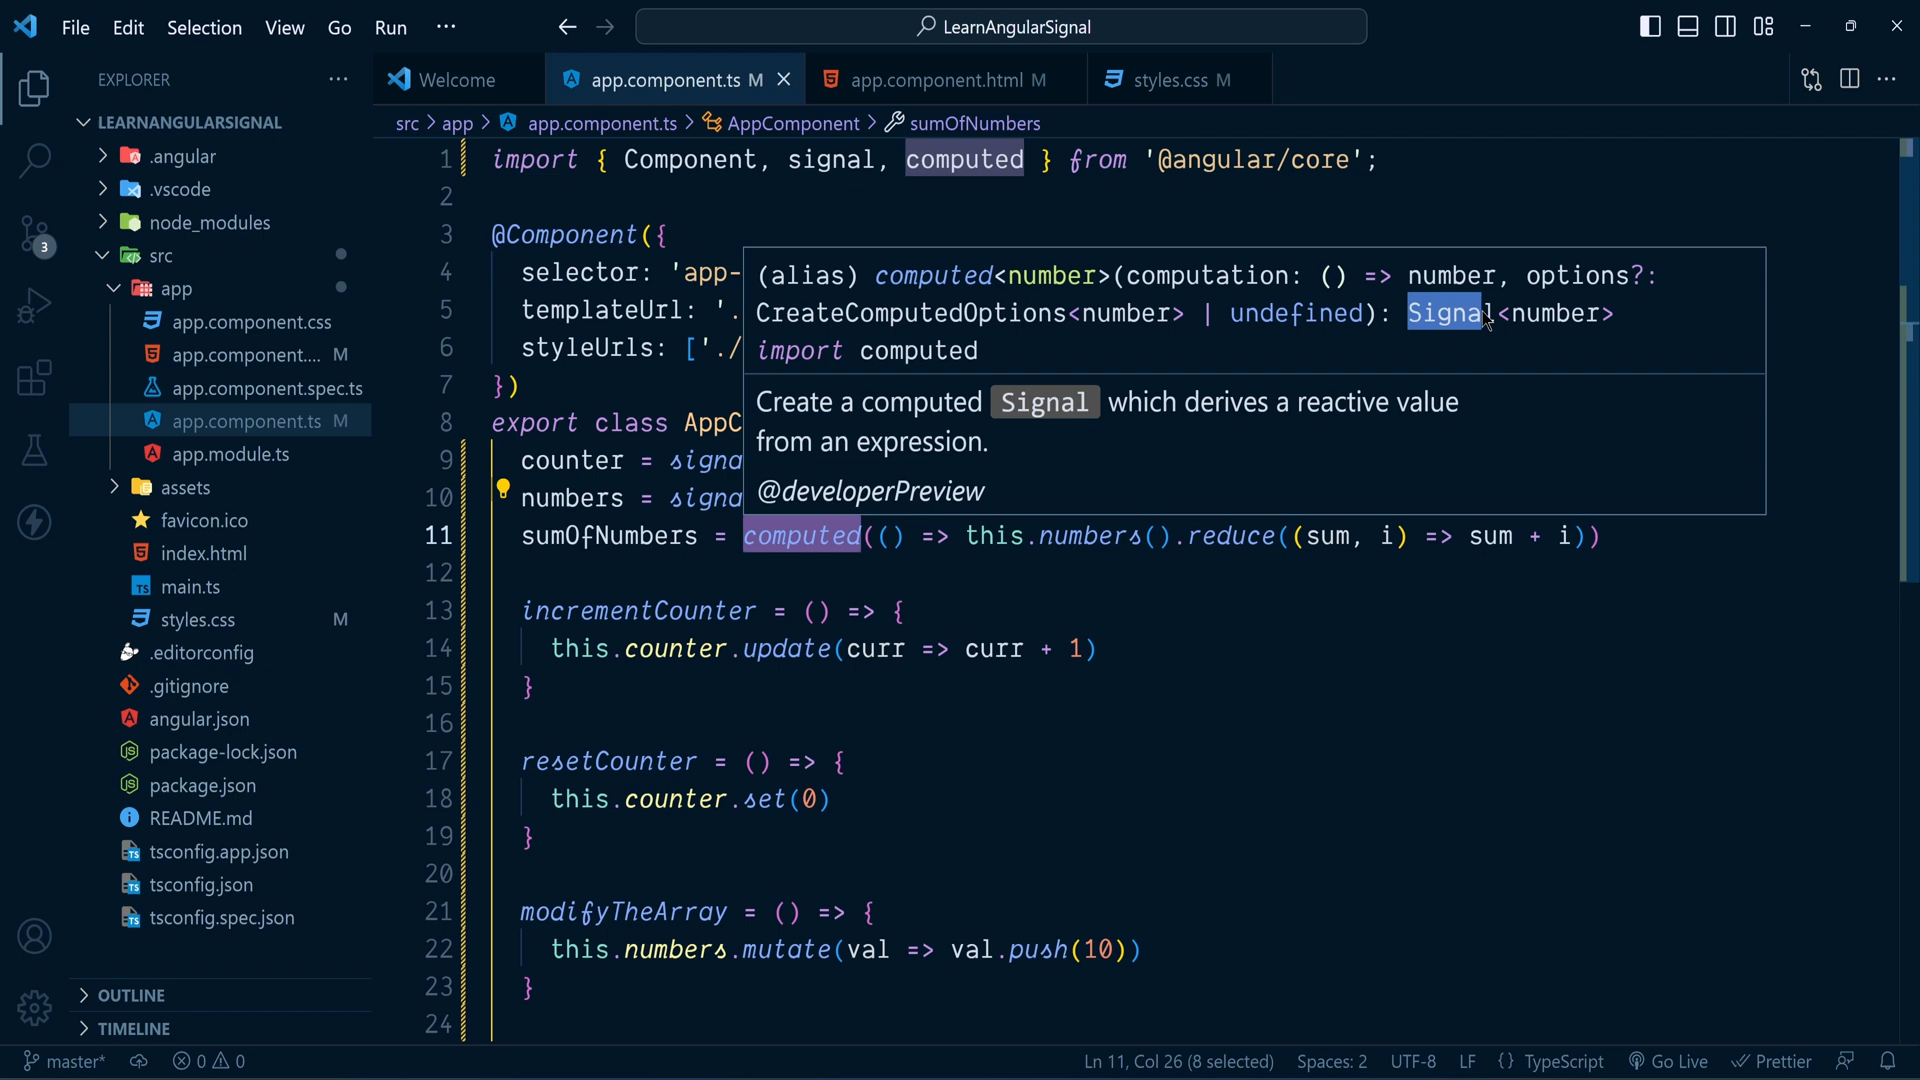 File Edit Selection View Go Run ··· LearnAngularSignal
EXPLORER ···
LEARNANGULARSIGNAL
.angular
.vscode
node_modules
src
app
app.component.css
app.component.... M
app.component.spec.ts
app.component.ts M
app.module.ts
assets
favicon.ico
index.html
main.ts
styles.css M
.editorconfig
.gitignore
angular.json
package-lock.json
package.json
README.md
tsconfig.app.json
tsconfig.json
tsconfig.spec.json
OUTLINE
TIMELINE
3
Welcome app.component.ts M app.component.html M styles.css M
src > app > app.component.ts > AppComponent > sumOfNumbers
1 import { Component, signal, computed } from '@angular/core';
2
3 @Component({
4 selector: 'app-
5 templateUrl: '.
6 styleUrls: ['./
7 })
8 export class AppC
9 counter = signa
10 numbers = signa
11 sumOfNumbers = computed(() => this.numbers().reduce((sum, i) => sum + i))
12
13 incrementCounter = () => {
14 this.counter.update(curr => curr + 1)
15 }
16
17 resetCounter = () => {
18 this.counter.set(0)
19 }
20
21 modifyTheArray = () => {
22 this.numbers.mutate(val => val.push(10))
23 }
24
(alias) computed<number>(computation: () => number, options?:
CreateComputedOptions<number> | undefined): Signal<number>
import computed
Create a computed Signal which derives a reactive value
from an expression.
@developerPreview
master* 0 0 Ln 11, Col 26 (8 selected) Spaces: 2 UTF-8 LF {} TypeScript Go Live Prettier